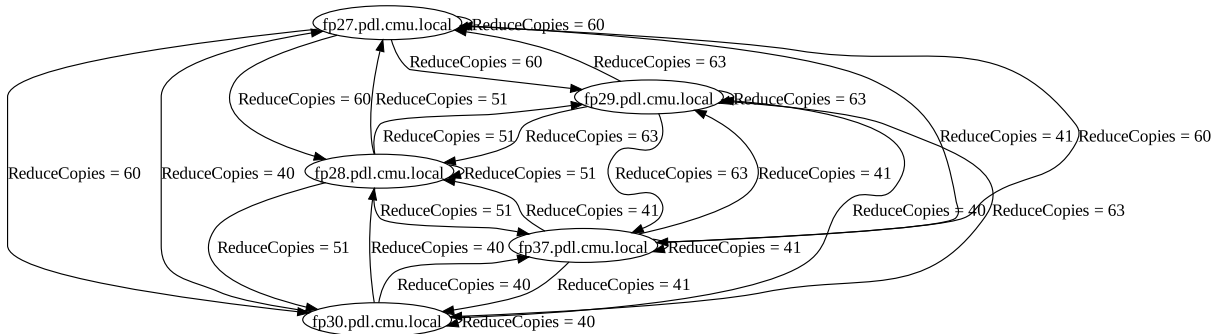 fp27.pdl.cmu.local
ReduceCopies = 60
ReduceCopies = 60
ReduceCopies = 63
ReduceCopies = 60
ReduceCopies = 51
fp29.pdl.cmu.local
ReduceCopies = 63
ReduceCopies = 51
ReduceCopies = 63
ReduceCopies = 41
ReduceCopies = 60
ReduceCopies = 60
ReduceCopies = 40
fp28.pdl.cmu.local
ReduceCopies = 51
ReduceCopies = 63
ReduceCopies = 41
ReduceCopies = 51
ReduceCopies = 41
ReduceCopies = 40
ReduceCopies = 63
ReduceCopies = 51
ReduceCopies = 40
fp37.pdl.cmu.local
ReduceCopies = 41
ReduceCopies = 40
ReduceCopies = 41
fp30.pdl.cmu.local
ReduceCopies = 40